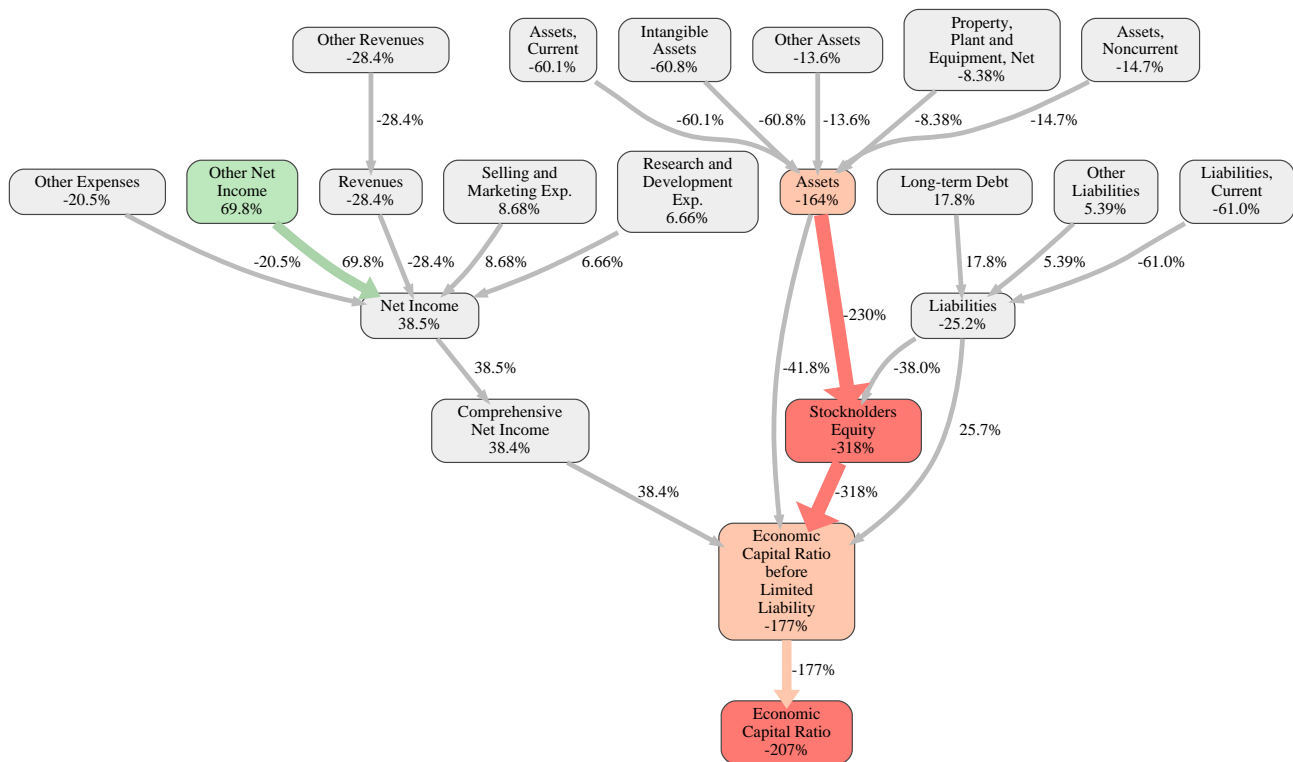 Other Revenues
-28.4%
Assets,
Current
-60.1%
Intangible
Assets
-60.8%
Other Assets
-13.6%
Property,
Plant and
Equipment, Net
-8.38%
Assets,
Noncurrent
-14.7%
-28.4%
-60.1%
-60.8%
-13.6%
-8.38%
-14.7%
Other Expenses
-20.5%
Other Net
Income
69.8%
Revenues
-28.4%
Selling and
Marketing Exp.
8.68%
Research and
Development
Exp.
6.66%
Assets
-164%
Long-term Debt
17.8%
Other
Liabilities
5.39%
Liabilities,
Current
-61.0%
-20.5%
69.8%
-28.4%
8.68%
6.66%
17.8%
5.39%
-61.0%
Net Income
38.5%
-230%
Liabilities
-25.2%
38.5%
-41.8%
-38.0%
25.7%
Comprehensive
Net Income
38.4%
Stockholders
Equity
-318%
38.4%
-318%
Economic
Capital Ratio
before
Limited
Liability
-177%
-177%
Economic
Capital Ratio
-207%